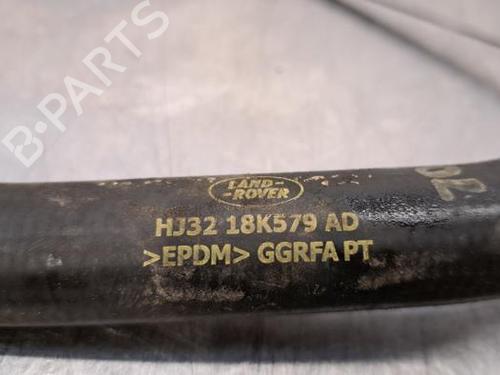 B-PARTS
LAND-
-ROVER
HJ32 18K579 AD
>EPDM> GGRFA PT